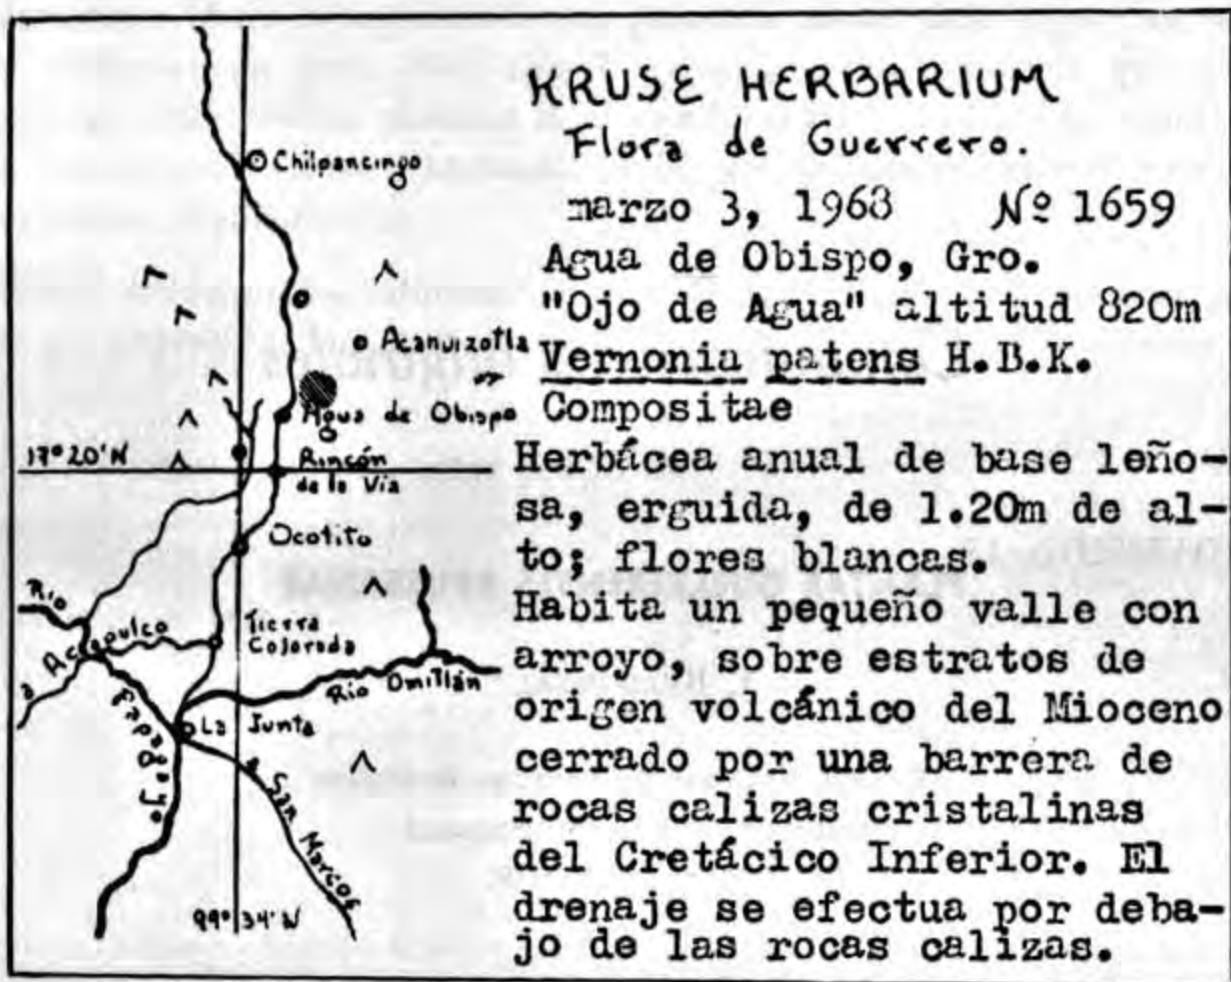 KRUSE HERBARIUM
Flora de Guerrero.
marzo 3, 1963 Nº 1659
Agua de Obispo, Gro.
"Ojo de Agua" altitud 820m
Vernonia patens H.B.K.
Compositae
Herbácea anual de base leño-
sa, erguida, de 1.20m de al-
to; flores blancas.
Habita un pequeño valle con
arroyo, sobre estratos de
origen volcánico del Mioceno
cerrado por una barrera de
rocas calizas cristalinas
del Cretácico Inferior. El
drenaje se efectua por deba-
jo de las rocas calizas.
Chilpancingo
Acahuizotla
Agua de Obispo
17°20'N
Rincón
de la Vía
Ocotito
Río
Tierra
Colorada
a Acapulco
Río Omitlán
Papagayo
La Junta
San Marcos
99°34'W